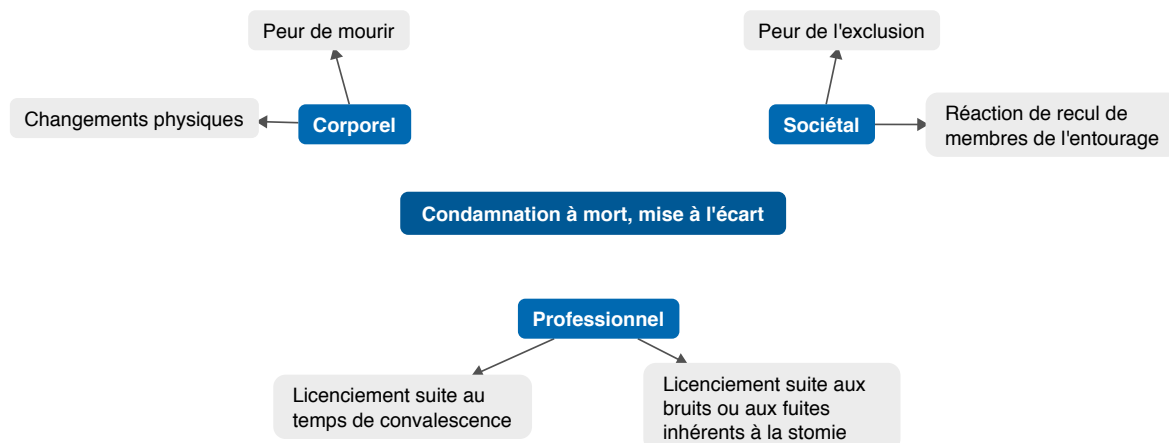 Peur de mourir
Peur de l'exclusion
Changements physiques
Corporel
Sociétal
Réaction de recul de
membres de l'entourage
Condamnation à mort, mise à l'écart
Professionnel
Licenciement suite au
temps de convalescence
Licenciement suite aux
bruits ou aux fuites
inhérents à la stomie